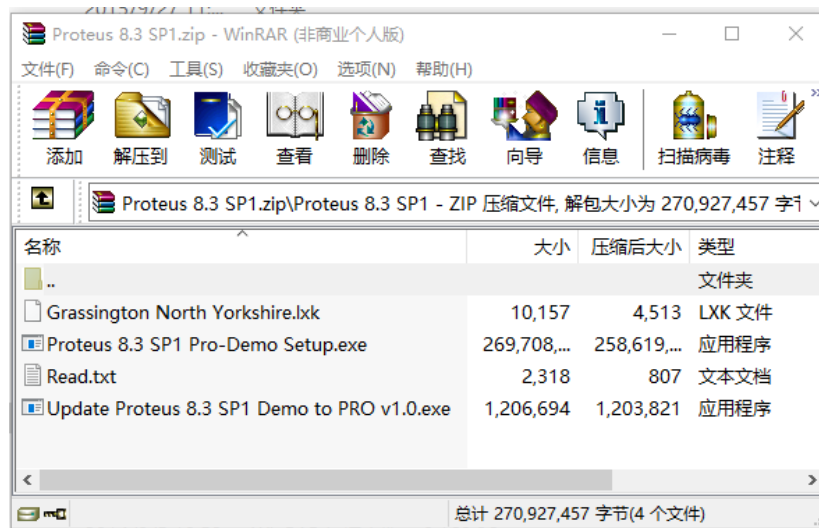 Proteus 8.3 SP1.zip - WinRAR (非商业个人版)
文件(F) 命令(C) 工具(S) 收藏夹(O) 选项(N) 帮助(H)
添加 解压到 测试 查看 删除 查找 向导 信息 扫描病毒 注释
Proteus 8.3 SP1.zip\Proteus 8.3 SP1 - ZIP 压缩文件, 解包大小为 270,927,457 字节
名称 大小 压缩后大小 类型
.. 文件夹
Grassington North Yorkshire.lxk 10,157 4,513 LXK 文件
Proteus 8.3 SP1 Pro-Demo Setup.exe 269,708,... 258,619,... 应用程序
Read.txt 2,318 807 文本文档
Update Proteus 8.3 SP1 Demo to PRO v1.0.exe 1,206,694 1,203,821 应用程序
总计 270,927,457 字节(4 个文件)